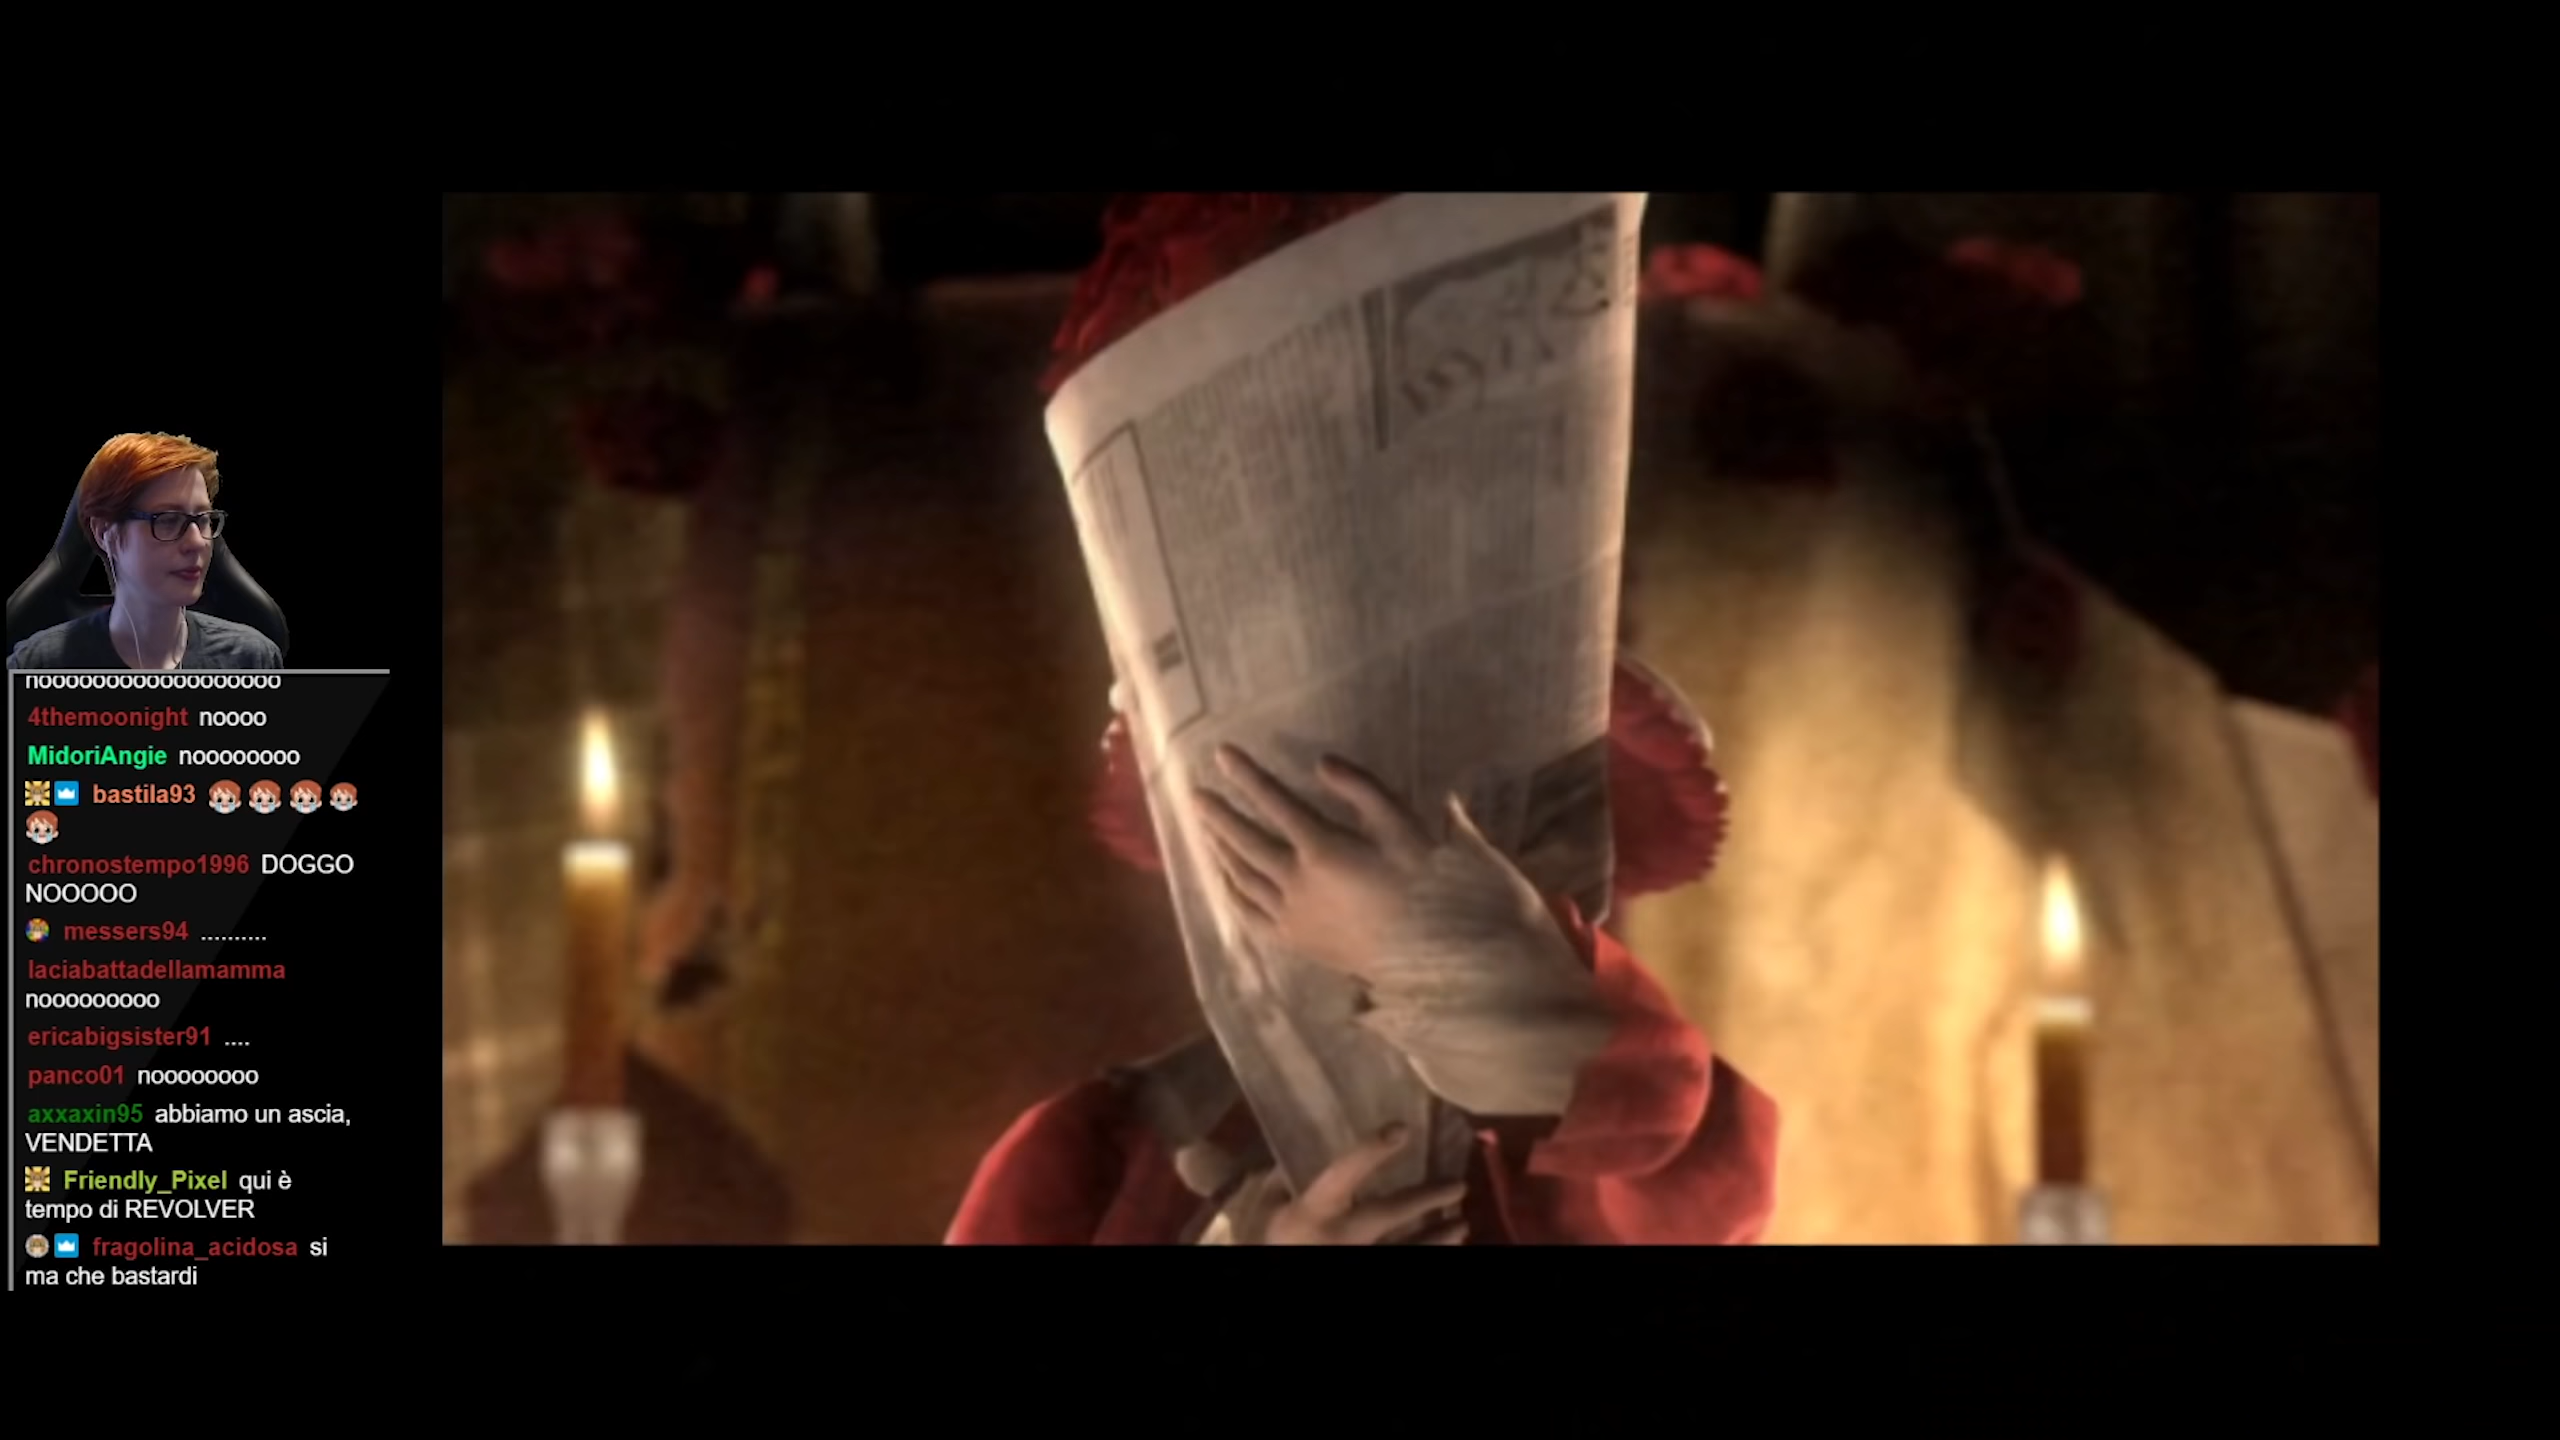 nooooooooooooooooooo
4themoonight noooo
MidoriAngie noooooooo
bastila93
chronostempo1996 DOGGO
NOOOOO
messers94 ..........
laciabattadellamamma
nooooooooo
ericabigsister91 ....
panco01 noooooooo
axxaxin95 abbiamo un ascia,
VENDETTA
Friendly_Pixel qui è
tempo di REVOLVER
fragolina_acidosa si
ma che bastardi